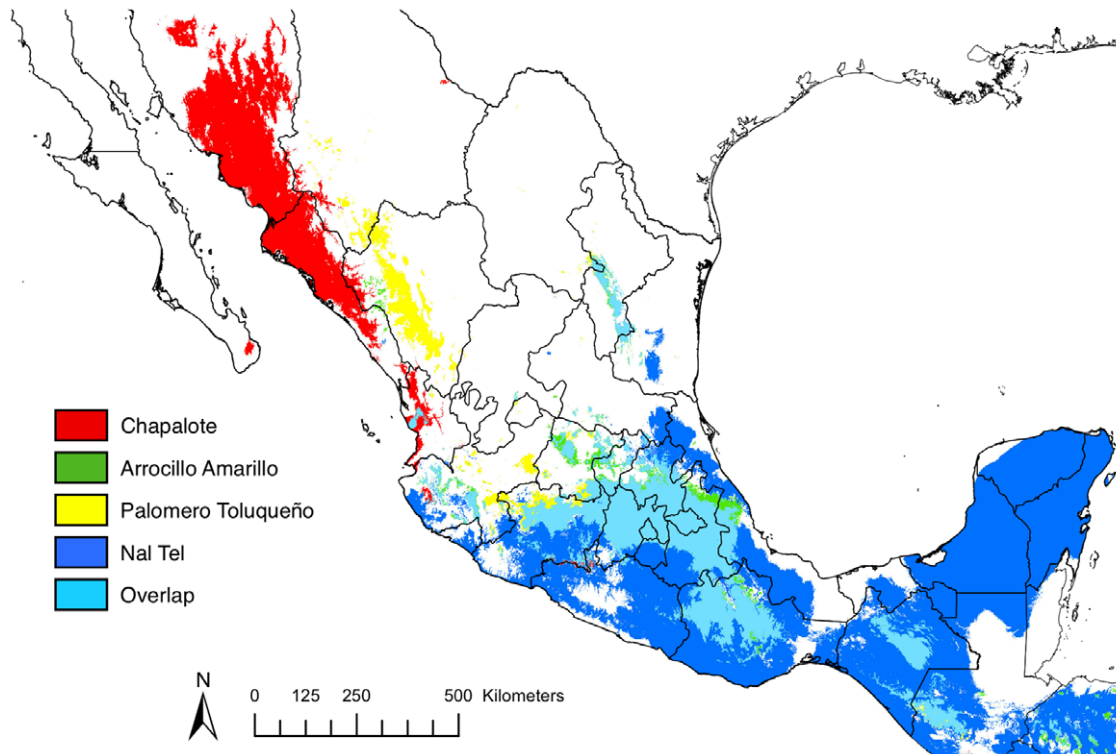 Chapalote
Arrocillo Amarillo
Palomero Toluqueño
Nal Tel
Overlap
N
0 125 250 500 Kilometers